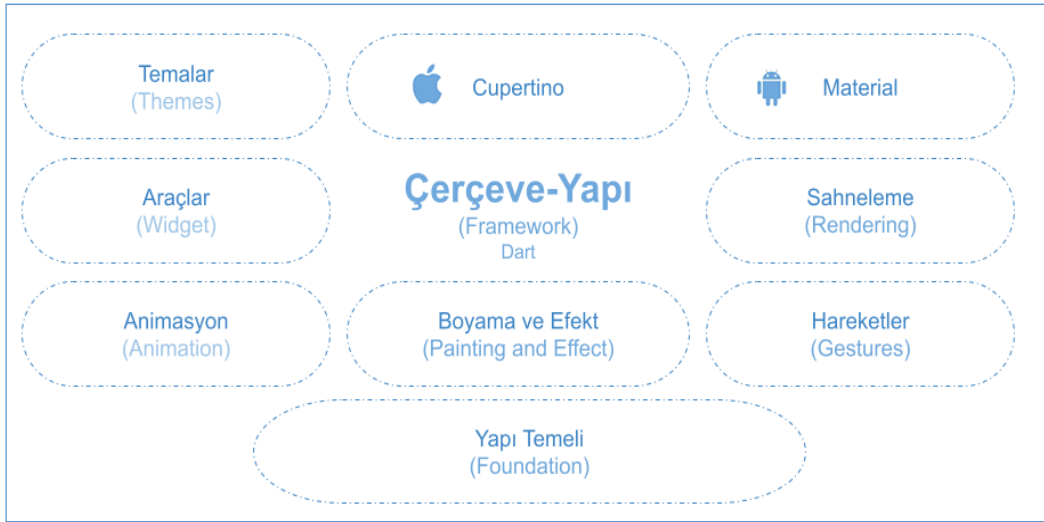 Temalar
(Themes)
Cupertino
Material
Araçlar
(Widget)
Çerçeve-Yapı
(Framework)
Dart
Sahneleme
(Rendering)
Animasyon
(Animation)
Boyama ve Efekt
(Painting and Effect)
Hareketler
(Gestures)
Yapı Temeli
(Foundation)